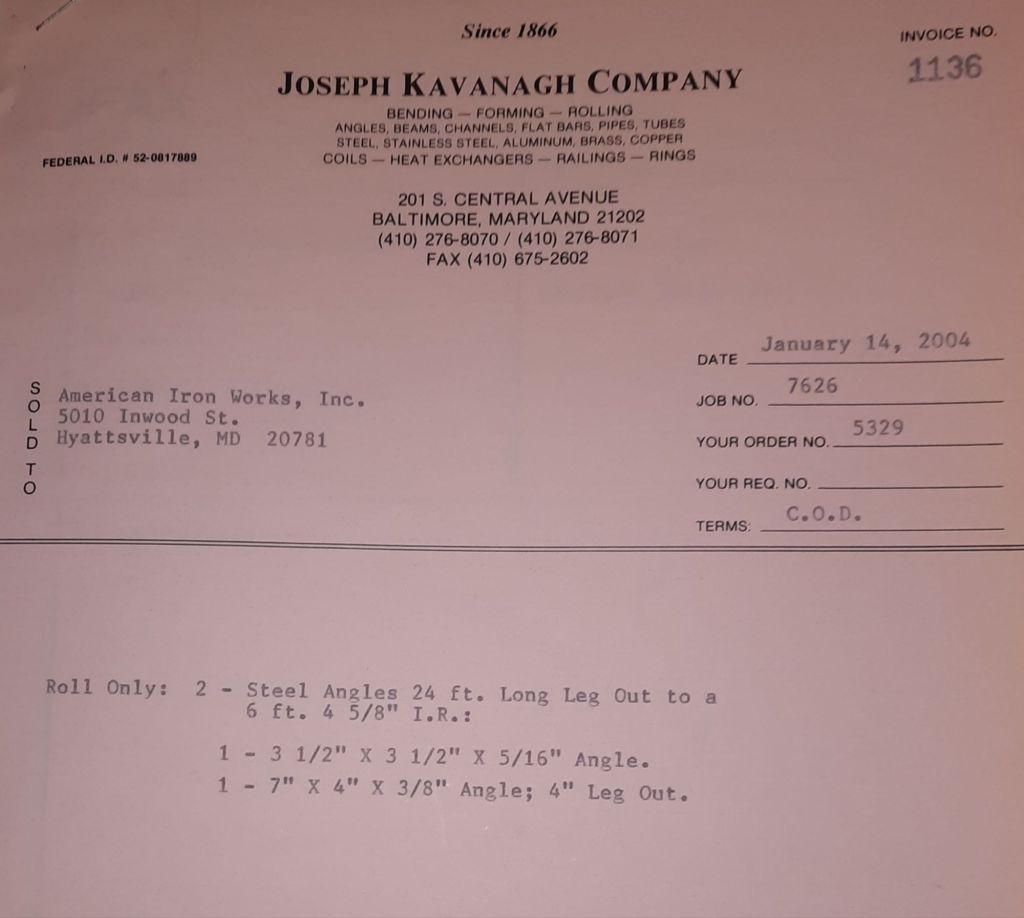 Since 1866
INVOICE NO.
1136
JOSEPH KAVANAGH COMPANY
BENDING — FORMING — ROLLING
ANGLES, BEAMS, CHANNELS, FLAT BARS, PIPES, TUBES
STEEL, STAINLESS STEEL, ALUMINUM, BRASS, COPPER
COILS — HEAT EXCHANGERS — RAILINGS — RINGS
FEDERAL I.D. # 52-0817889
201 S. CENTRAL AVENUE
BALTIMORE, MARYLAND 21202
(410) 276-8070 / (410) 276-8071
FAX (410) 675-2602
DATE January 14, 2004
JOB NO. 7626
YOUR ORDER NO. 5329
YOUR REQ. NO.
TERMS: C.O.D.
SOLD TO
American Iron Works, Inc.
5010 Inwood St.
Hyattsville, MD 20781
Roll Only: 2 - Steel Angles 24 ft. Long Leg Out to a
6 ft. 4 5/8" I.R.:
1 - 3 1/2" X 3 1/2" X 5/16" Angle.
1 - 7" X 4" X 3/8" Angle; 4" Leg Out.